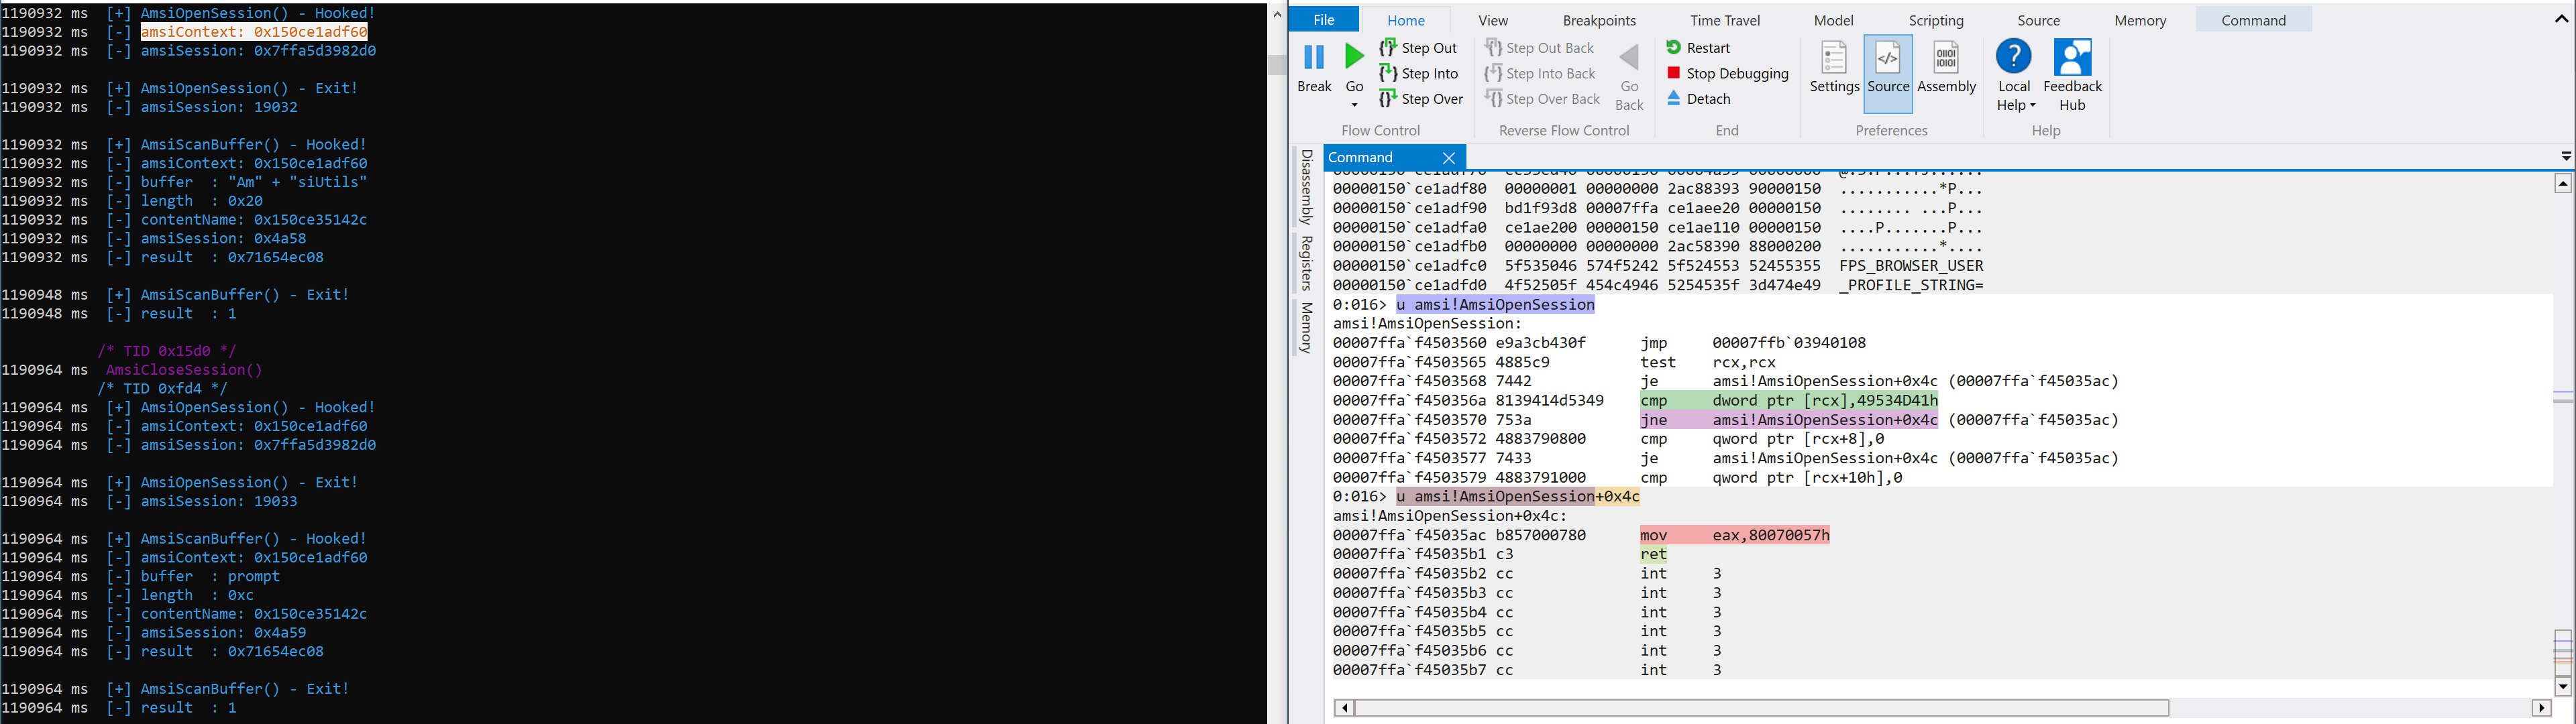 1190932 ms  [+] AmsiOpenSession() - Hooked!
1190932 ms  [-] amsiContext: 0x150ce1adf60
1190932 ms  [-] amsiSession: 0x7ffa5d3982d0
1190932 ms  [+] AmsiOpenSession() - Exit!
1190932 ms  [-] amsiSession: 19032
1190932 ms  [+] AmsiScanBuffer() - Hooked!
1190932 ms  [-] amsiContext: 0x150ce1adf60
1190932 ms  [-] buffer  : "Am" + "siUtils"
1190932 ms  [-] length  : 0x20
1190932 ms  [-] contentName: 0x150ce35142c
1190932 ms  [-] amsiSession: 0x4a58
1190932 ms  [-] result  : 0x71654ec08
1190948 ms  [+] AmsiScanBuffer() - Exit!
1190948 ms  [-] result  : 1
/* TID 0x15d0 */
1190964 ms  AmsiCloseSession()
/* TID 0xfd4 */
1190964 ms  [+] AmsiOpenSession() - Hooked!
1190964 ms  [-] amsiContext: 0x150ce1adf60
1190964 ms  [-] amsiSession: 0x7ffa5d3982d0
1190964 ms  [+] AmsiOpenSession() - Exit!
1190964 ms  [-] amsiSession: 19033
1190964 ms  [+] AmsiScanBuffer() - Hooked!
1190964 ms  [-] amsiContext: 0x150ce1adf60
1190964 ms  [-] buffer  : prompt
1190964 ms  [-] length  : 0xc
1190964 ms  [-] contentName: 0x150ce35142c
1190964 ms  [-] amsiSession: 0x4a59
1190964 ms  [-] result  : 0x71654ec08
1190964 ms  [+] AmsiScanBuffer() - Exit!
1190964 ms  [-] result  : 1
File Home View Breakpoints Time Travel Model Scripting Source Memory Command
Break
Go
Step Out
Step Into
Step Over
Flow Control
Step Out Back
Step Into Back
Step Over Back
Go Back
Reverse Flow Control
Restart
Stop Debugging
Detach
End
Settings
Source
Assembly
Preferences
Local Help
Feedback Hub
Help
Disassembly
Registers
Memory
Command
00000150`ce1adf80  00000001 00000000 2ac88393 90000150  ...........*P...
00000150`ce1adf90  bd1f93d8 00007ffa ce1aee20 00000150  ........ ...P...
00000150`ce1adfa0  ce1ae200 00000150 ce1ae110 00000150  ....P.......P...
00000150`ce1adfb0  00000000 00000000 2ac58390 88000200  ...........*....
00000150`ce1adfc0  5f535046 574f5242 5f524553 52455355  FPS_BROWSER_USER
00000150`ce1adfd0  4f52505f 454c4946 5254535f 3d474e49  _PROFILE_STRING=
0:016> u amsi!AmsiOpenSession
amsi!AmsiOpenSession:
00007ffa`f4503560 e9a3cb430f      jmp     00007ffb`03940108
00007ffa`f4503565 4885c9          test    rcx,rcx
00007ffa`f4503568 7442            je      amsi!AmsiOpenSession+0x4c (00007ffa`f45035ac)
00007ffa`f450356a 8139414d5349    cmp     dword ptr [rcx],49534D41h
00007ffa`f4503570 753a            jne     amsi!AmsiOpenSession+0x4c (00007ffa`f45035ac)
00007ffa`f4503572 4883790800      cmp     qword ptr [rcx+8],0
00007ffa`f4503577 7433            je      amsi!AmsiOpenSession+0x4c (00007ffa`f45035ac)
00007ffa`f4503579 4883791000      cmp     qword ptr [rcx+10h],0
0:016> u amsi!AmsiOpenSession+0x4c
amsi!AmsiOpenSession+0x4c:
00007ffa`f45035ac b857000780      mov     eax,80070057h
00007ffa`f45035b1 c3              ret
00007ffa`f45035b2 cc              int     3
00007ffa`f45035b3 cc              int     3
00007ffa`f45035b4 cc              int     3
00007ffa`f45035b5 cc              int     3
00007ffa`f45035b6 cc              int     3
00007ffa`f45035b7 cc              int     3